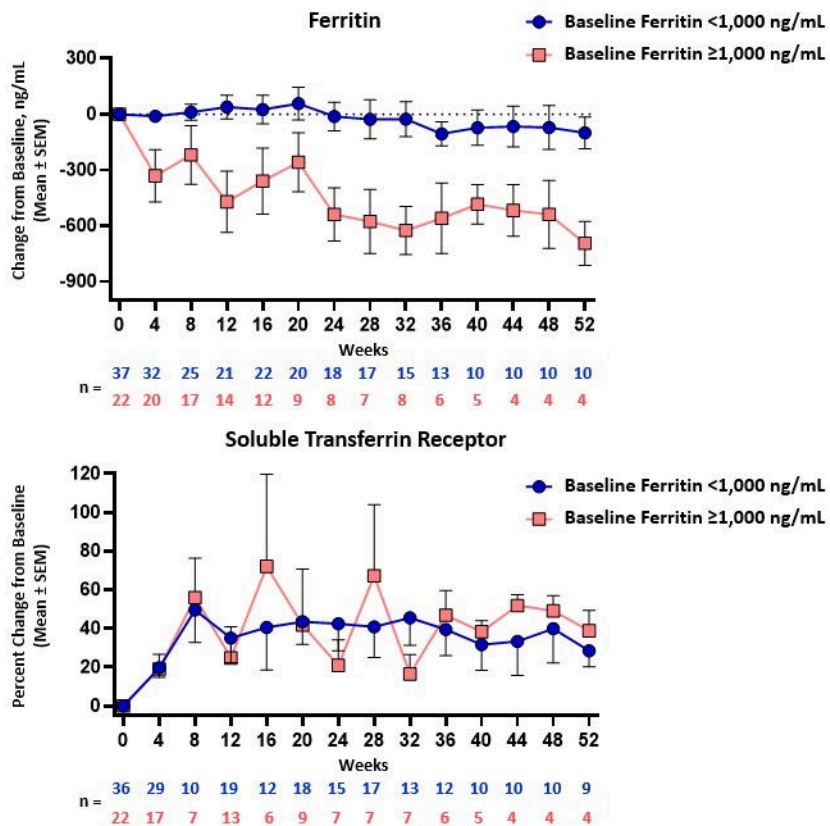 Ferritin
Baseline Ferritin <1,000 ng/mL
Baseline Ferritin ≥1,000 ng/mL
Change from Baseline, ng/mL
(Mean ± SEM)
300
0
-300
-600
-900
0 4 8 12 16 20 24 28 32 36 40 44 48 52
Weeks
n =
37 32 25 21 22 20 18 17 15 13 10 10 10 10
22 20 17 14 12 9 8 7 8 6 5 4 4 4
Soluble Transferrin Receptor
Baseline Ferritin <1,000 ng/mL
Baseline Ferritin ≥1,000 ng/mL
Percent Change from Baseline
(Mean ± SEM)
120
100
80
60
40
20
0
0 4 8 12 16 20 24 28 32 36 40 44 48 52
Weeks
n =
36 29 10 19 12 18 15 17 13 12 10 10 10 9
22 17 7 13 6 9 7 7 7 6 5 4 4 4